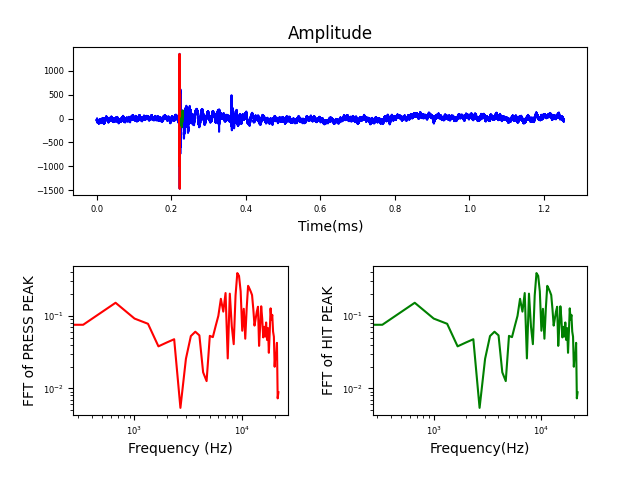 Amplitude
1000
500
0
−500
−1000
−1500
0.0 0.2 0.4 0.6 0.8 1.0 1.2
Time(ms)
FFT of PRESS PEAK
10⁻¹
10⁻²
10³ 10⁴
Frequency (Hz)
FFT of HIT PEAK
10⁻¹
10⁻²
10³ 10⁴
Frequency(Hz)